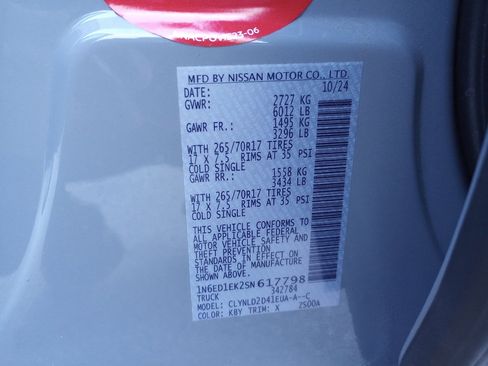 MFD BY NISSAN MOTOR CO., LTD.
DATE: 10/24
GVWR: 2727 KG
6012 LB
GAWR FR.: 1495 KG
3296 LB
WITH 265/70R17 TIRES
17 X 7.5 RIMS AT 35 PSI
COLD SINGLE
GAWR RR.: 1558 KG
3434 LB
WITH 265/70R17 TIRES
17 X 7.5 RIMS AT 35 PSI
COLD SINGLE
THIS VEHICLE CONFORMS TO
ALL APPLICABLE FEDERAL
MOTOR VEHICLE SAFETY AND
THEFT PREVENTION
STANDARDS IN EFFECT ON
THE DATE OF MANUFACTURE
1N6ED1EK2SN617798
TRUCK 342784
MODEL: CLYNLD2D41EUA-A--C
COLOR: KBY TRIM: X 2500A